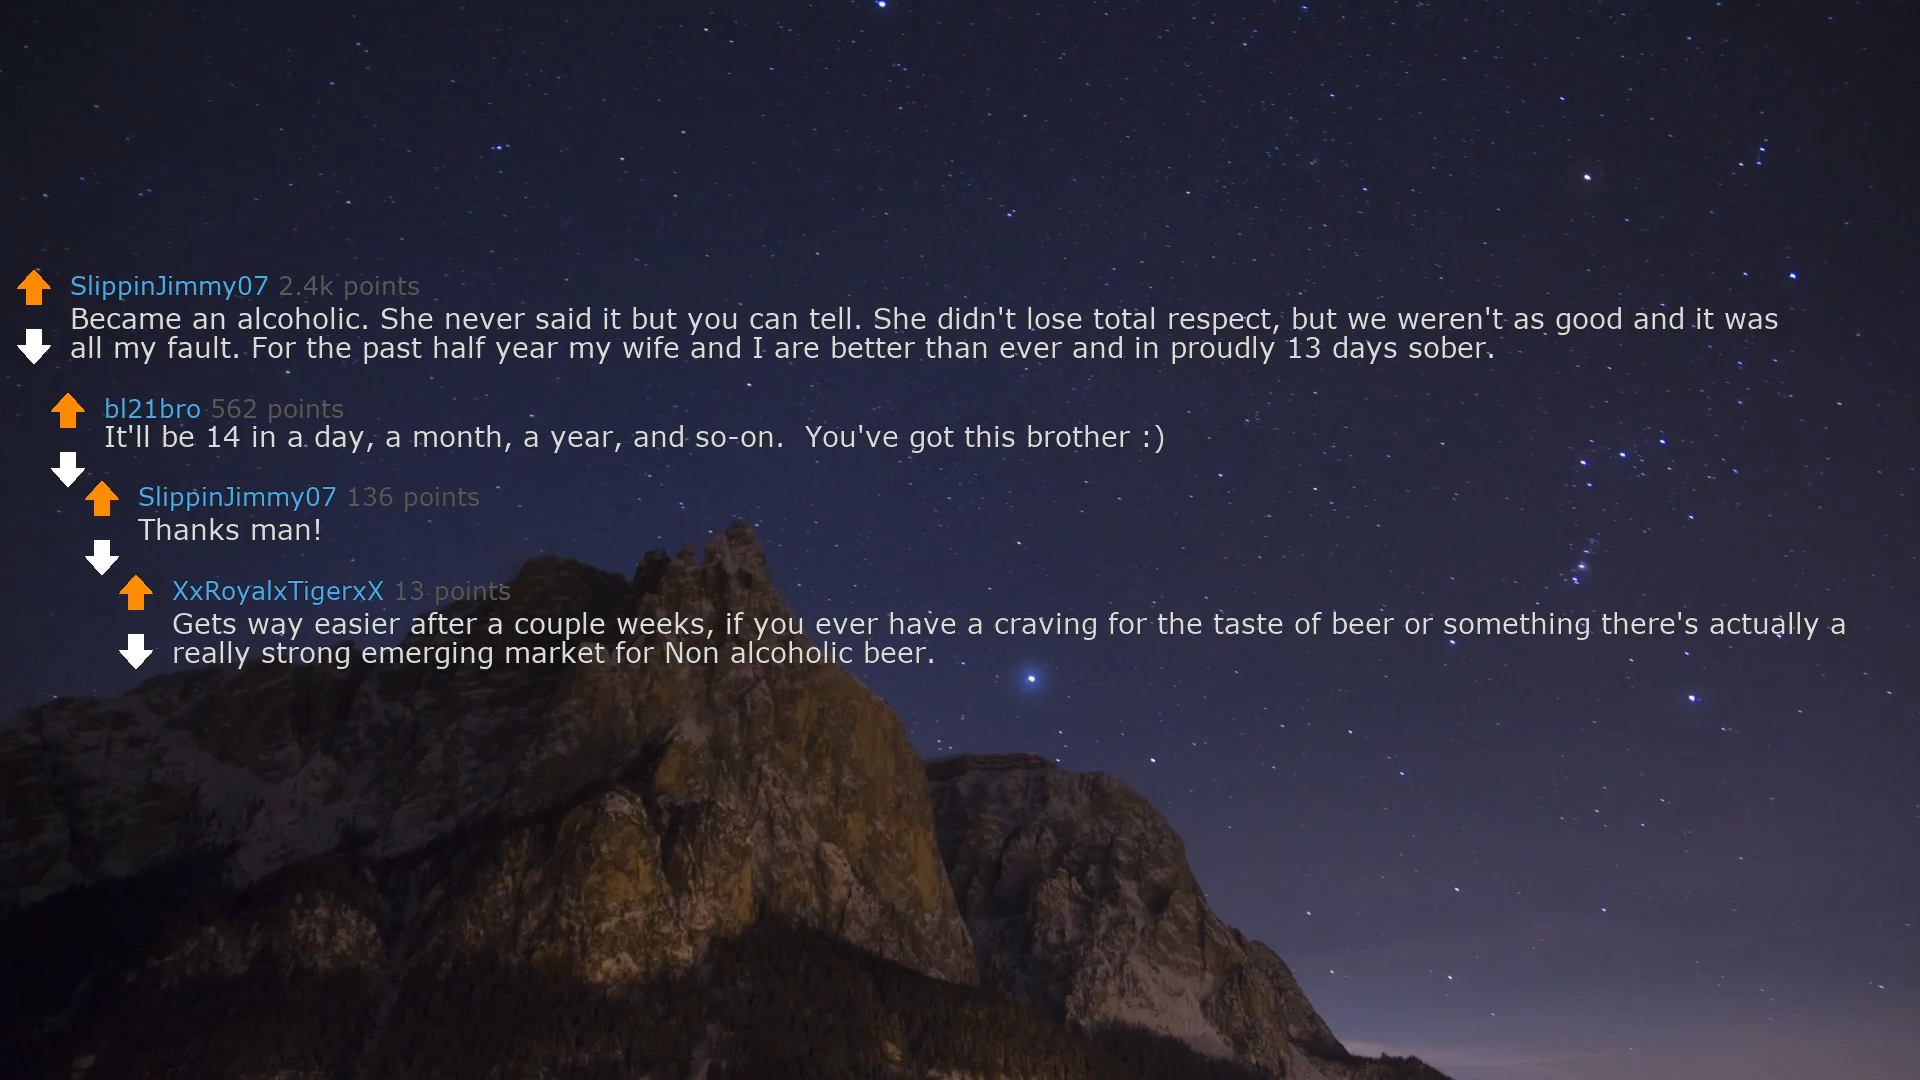 SlippinJimmy07 2.4k points
Became an alcoholic. She never said it but you can tell. She didn't lose total respect, but we weren't as good and it was
all my fault. For the past half year my wife and I are better than ever and in proudly 13 days sober.
bl21bro 562 points
It'll be 14 in a day, a month, a year, and so-on.  You've got this brother :)
SlippinJimmy07 136 points
Thanks man!
XxRoyalxTigerxX 13 points
Gets way easier after a couple weeks, if you ever have a craving for the taste of beer or something there's actually a
really strong emerging market for Non alcoholic beer.